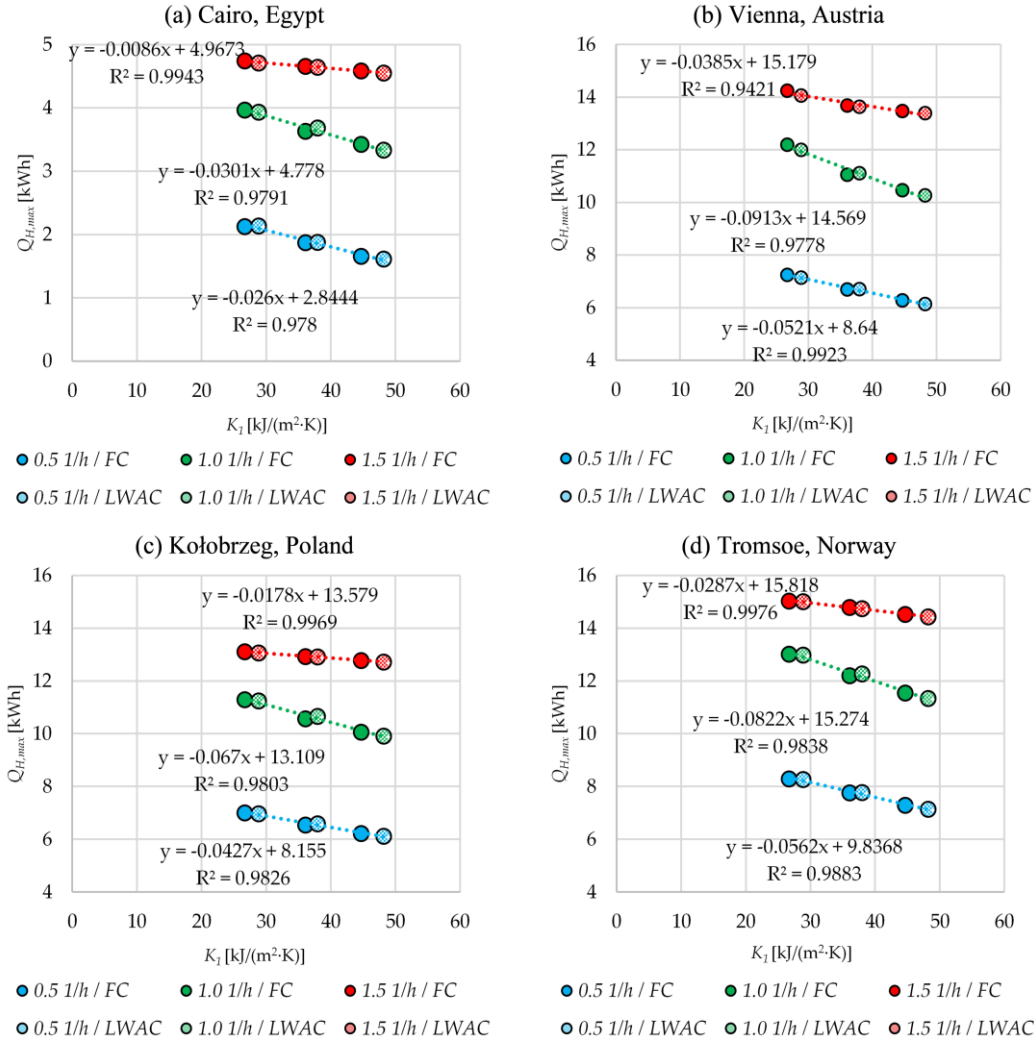 (a) Cairo, Egypt
y = -0.0086x + 4.9673
R² = 0.9943
y = -0.0301x + 4.778
R² = 0.9791
y = -0.026x + 2.8444
R² = 0.978
Q_H,max [kWh]
5
4
3
2
1
0
0 10 20 30 40 50 60
K_1 [kJ/(m²·K)]
0.5 1/h / FC 1.0 1/h / FC 1.5 1/h / FC
0.5 1/h / LWAC 1.0 1/h / LWAC 1.5 1/h / LWAC
(b) Vienna, Austria
y = -0.0385x + 15.179
R² = 0.9421
y = -0.0913x + 14.569
R² = 0.9778
y = -0.0521x + 8.64
R² = 0.9923
Q_H,max [kWh]
16
14
12
10
8
6
4
0 10 20 30 40 50 60
K_1 [kJ/(m²·K)]
0.5 1/h / FC 1.0 1/h / FC 1.5 1/h / FC
0.5 1/h / LWAC 1.0 1/h / LWAC 1.5 1/h / LWAC
(c) Kołobrzeg, Poland
y = -0.0178x + 13.579
R² = 0.9969
y = -0.067x + 13.109
R² = 0.9803
y = -0.0427x + 8.155
R² = 0.9826
Q_H,max [kWh]
16
14
12
10
8
6
4
0 10 20 30 40 50 60
K_1 [kJ/(m²·K)]
0.5 1/h / FC 1.0 1/h / FC 1.5 1/h / FC
0.5 1/h / LWAC 1.0 1/h / LWAC 1.5 1/h / LWAC
(d) Tromsoe, Norway
y = -0.0287x + 15.818
R² = 0.9976
y = -0.0822x + 15.274
R² = 0.9838
y = -0.0562x + 9.8368
R² = 0.9883
Q_H,max [kWh]
16
14
12
10
8
6
4
0 10 20 30 40 50 60
K_1 [kJ/(m²·K)]
0.5 1/h / FC 1.0 1/h / FC 1.5 1/h / FC
0.5 1/h / LWAC 1.0 1/h / LWAC 1.5 1/h / LWAC